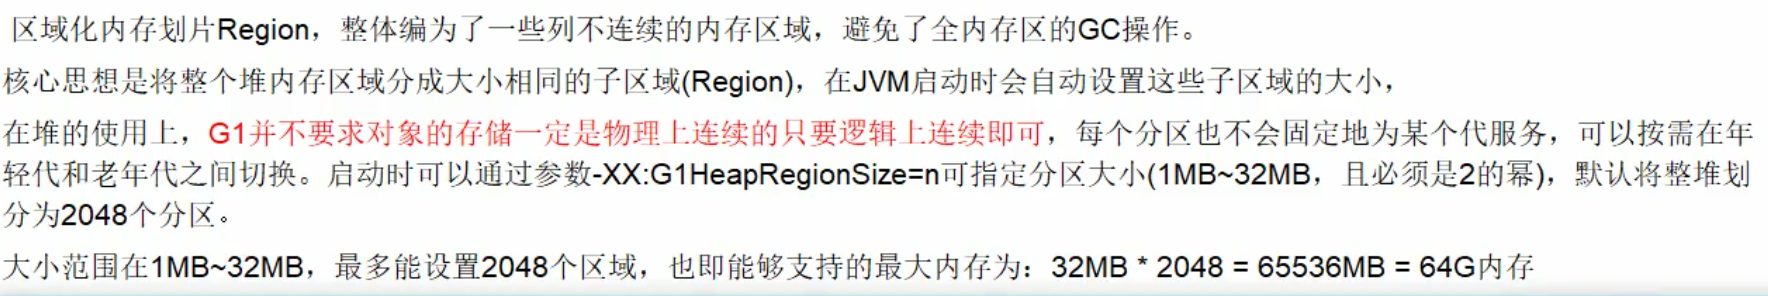 区域化内存划片Region，整体编为了一些列不连续的内存区域，避免了全内存区的GC操作。
核心思想是将整个堆内存区域分成大小相同的子区域(Region)，在JVM启动时会自动设置这些子区域的大小，
在堆的使用上，G1并不要求对象的存储一定是物理上连续的只要逻辑上连续即可，每个分区也不会固定地为某个代服务，可以按需在年
轻代和老年代之间切换。启动时可以通过参数-XX:G1HeapRegionSize=n可指定分区大小(1MB~32MB，且必须是2的幂)，默认将整堆划
分为2048个分区。
大小范围在1MB~32MB，最多能设置2048个区域，也即能够支持的最大内存为：32MB * 2048 = 65536MB = 64G内存